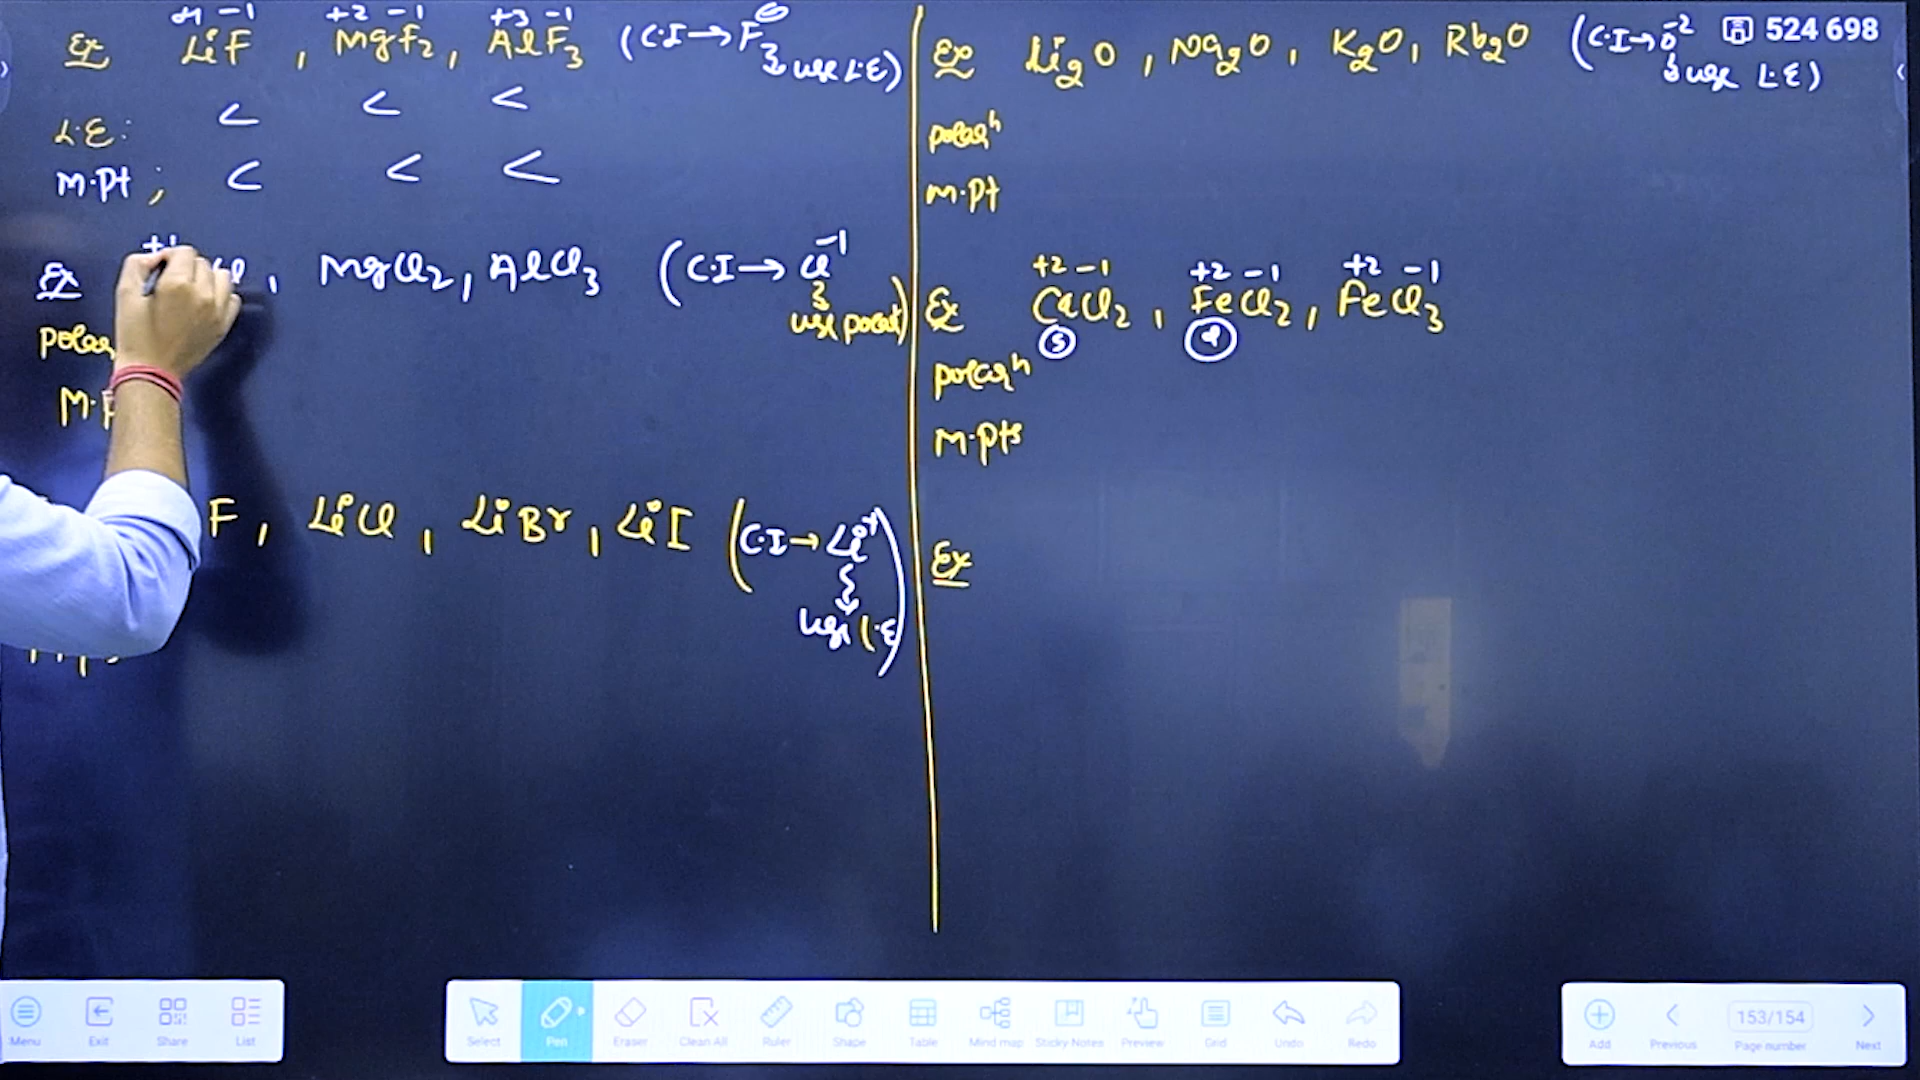 +1 -1 +2 -1 +3 -1
Ex LiF , MgF2, AlF3 (C·I→F
use L·E)
L·E: < < <
M·Pt ; < < <
+1
Ex , MgCl2, AlCl3 (C·I→ Cl -1
use polar)
Polar
M·P
F , LiCl , LiBr, LiI (C·I→ Li+
use L·E)
Ex Li2O , Na2O , K2O, Rb2O (C·I→ O -2
use L·E)
polarn
m·pt
+2 -1 +2 -1 +2 -1
Ex CaCl2 , FeCl2, FeCl3
S d
polarn
m·pts
Ex
524 698
Menu Exit Share List
Select Pen Eraser Clean All Ruler Shape Table Mind map Sticky Notes Preview Grid Undo Redo
153/154
Add Previous Page number Next